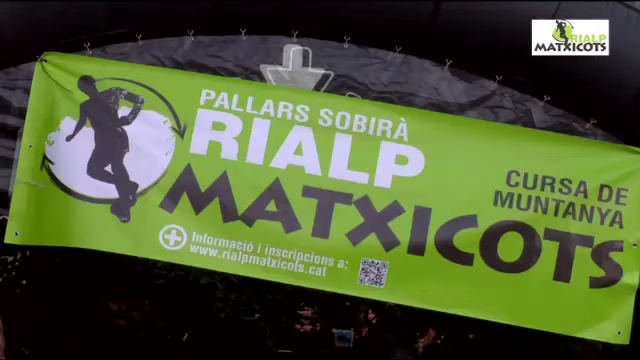 RIALP
MATXICOTS
PALLARS SOBIRÀ
RIALP
MATXICOTS
CURSA DE
MUNTANYA
Informació i inscripcions a:
www.rialpmatxicots.cat